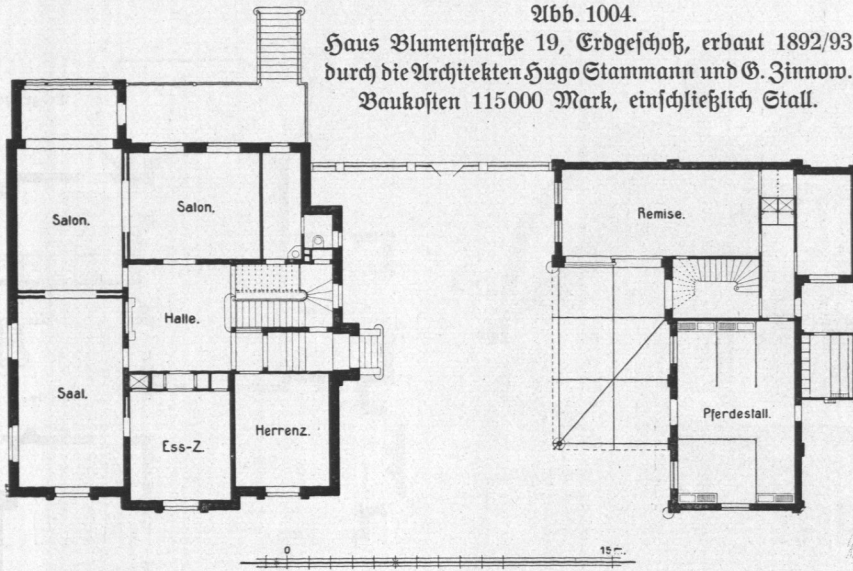 Abb. 1004.
Haus Blumenstraße 19, Erdgeschoß, erbaut 1892/93
durch die Architekten Hugo Stammann und G. Zinnow.
Baukosten 115000 Mark, einschließlich Stall.
Salon.
Salon.
Remise.
Halle.
Saal.
Pferdestall.
Ess-Z.
Herrenz.
0
15 m.